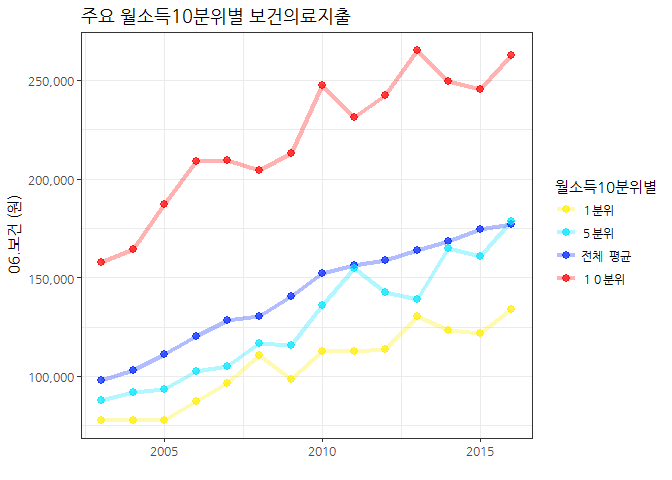 주요 월소득10분위별 보건의료지출
06.보건 (원)
250,000
200,000
150,000
100,000
2005
2010
2015
월소득10분위별
1분위
5분위
전체 평균
1 0분위